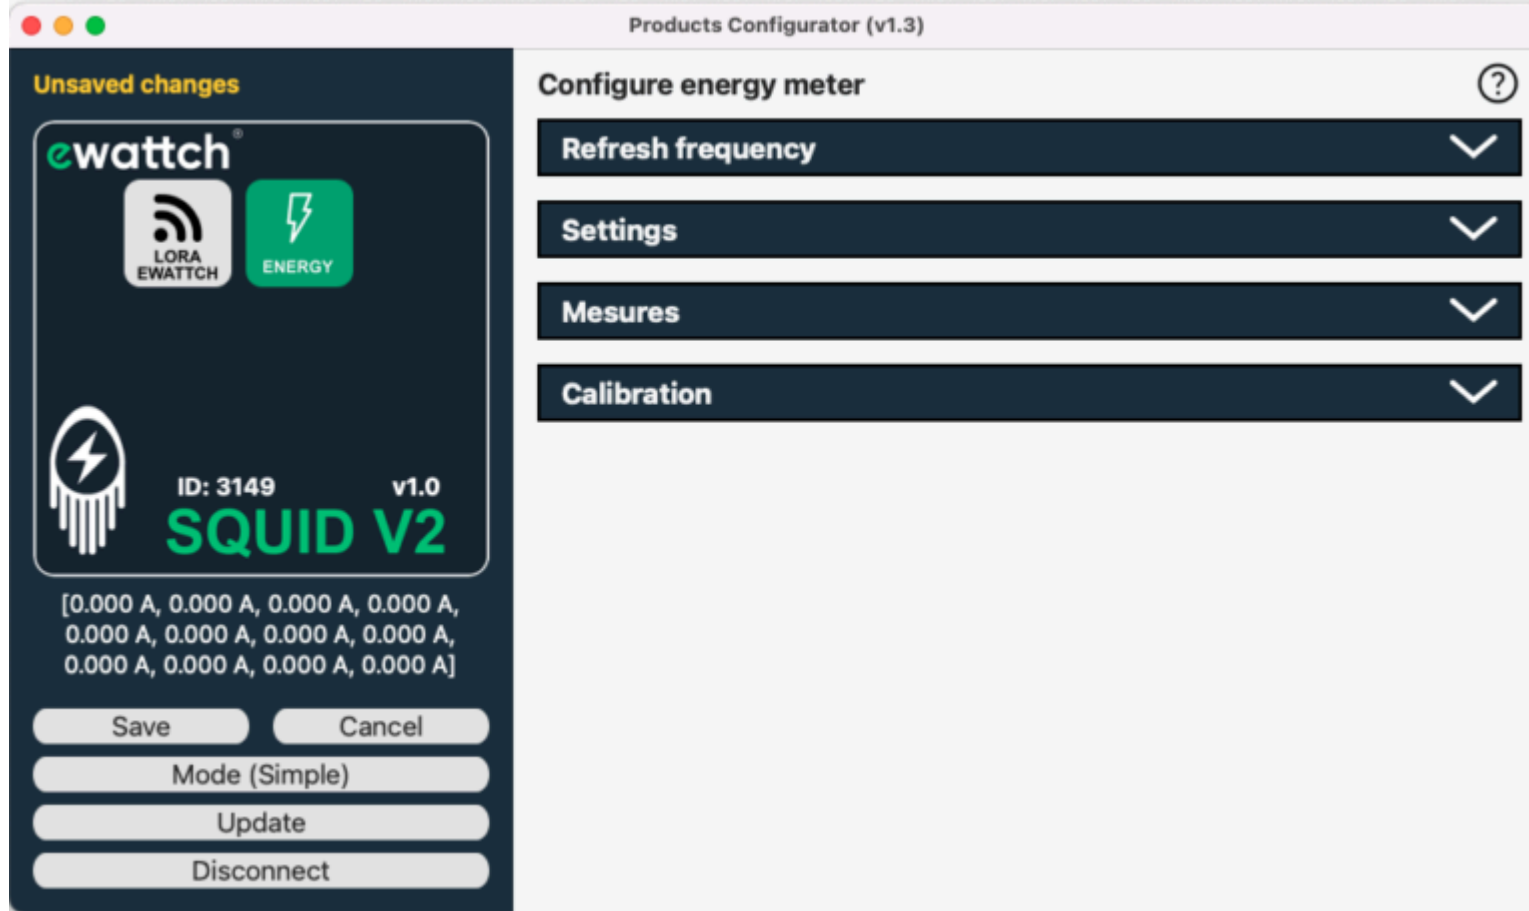 Products Configurator (v1.3)
Unsaved changes
ewattch®
LORA
EWATTCH
ENERGY
ID: 3149 v1.0
SQUID V2
[0.000 A, 0.000 A, 0.000 A, 0.000 A,
0.000 A, 0.000 A, 0.000 A, 0.000 A,
0.000 A, 0.000 A, 0.000 A, 0.000 A]
Save Cancel
Mode (Simple)
Update
Disconnect
Configure energy meter ?
Refresh frequency
Settings
Mesures
Calibration